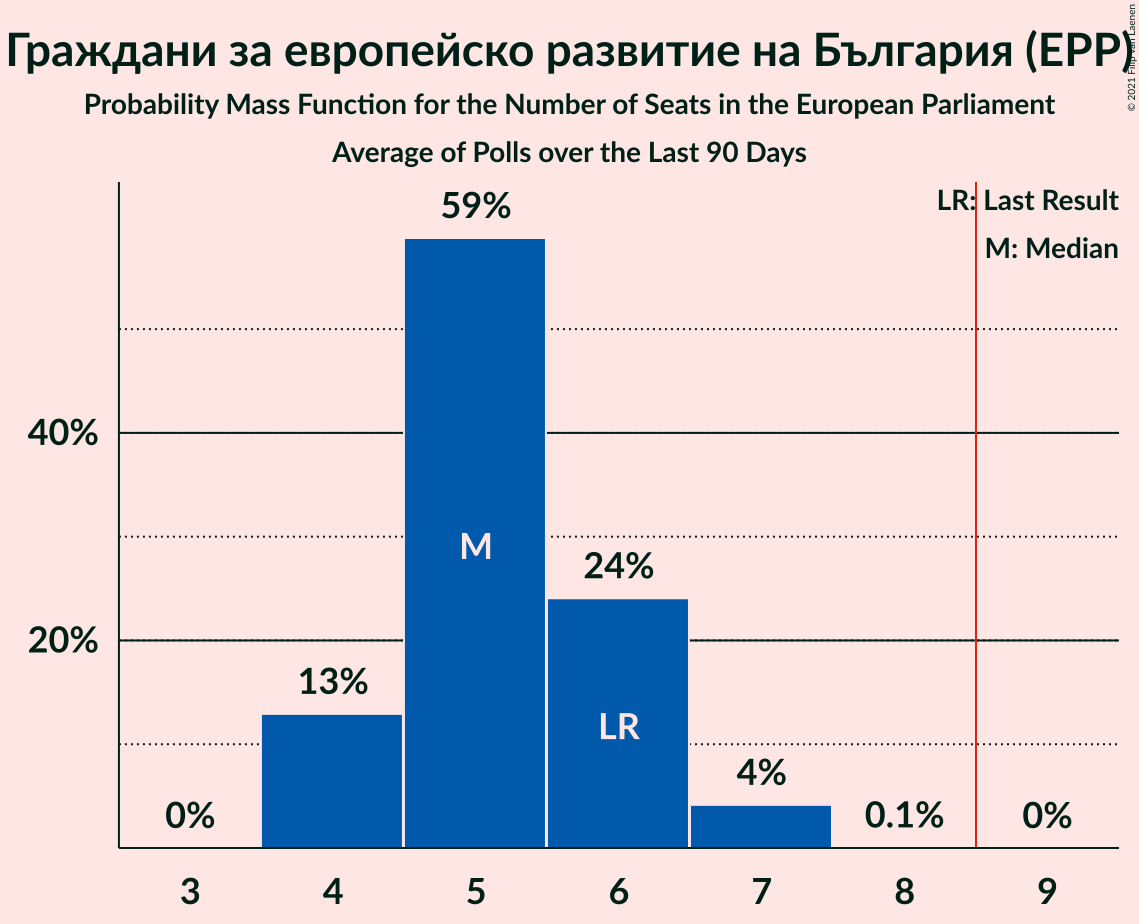 Граждани за европейско развитие на България (EPP)
© 2021 Filip van Laenen
Probability Mass Function for the Number of Seats in the European Parliament
Average of Polls over the Last 90 Days
LR: Last Result
M: Median
59%
40%
M
24%
20%
13%
LR
4%
0%
0.1%
0%
3 4 5 6 7 8 9